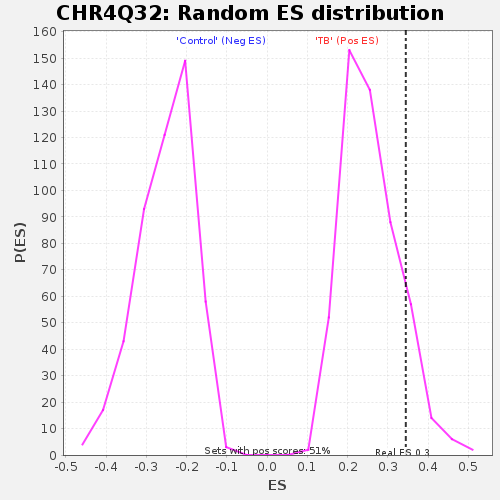 CHR4Q32: Random ES distribution
'Control' (Neg ES)
'TB' (Pos ES)
P(ES)
160
150
140
130
120
110
100
90
80
70
60
50
40
30
20
10
0
Sets with pos scores: 51%
Real ES 0.3
-0.5 -0.4 -0.3 -0.2 -0.1 0.0 0.1 0.2 0.3 0.4 0.5
ES